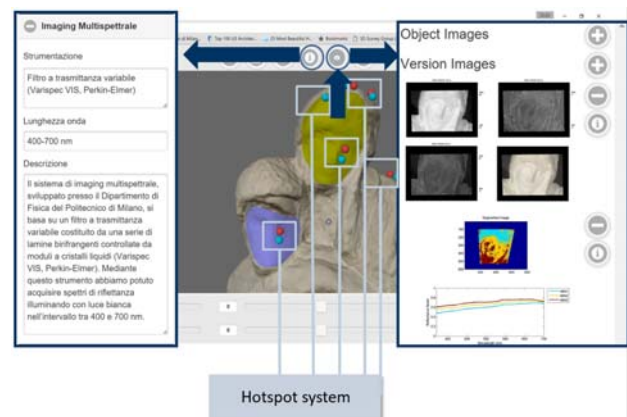 Imaging Multispettrale
Strumentazione
Filtro a trasmittanza variabile
(Varispec VIS, Perkin-Elmer)
Lunghezza onda
400-700 nm
Descrizione
Il sistema di imaging multispettrale,
sviluppato presso il Dipartimento di
Fisica del Politecnico di Milano, si
basa su un filtro a trasmittanza
variabile costituito da una serie di
lamine birifrangenti controllate da
moduli a cristalli liquidi (Varispec
VIS, Perkin-Elmer). Mediante
questo strumento abbiamo potuto
acquisire spettri di riflettanza
illuminando con luce bianca
nell'intervallo tra 400 e 700 nm.
Object Images
Version Images
Hotspot system